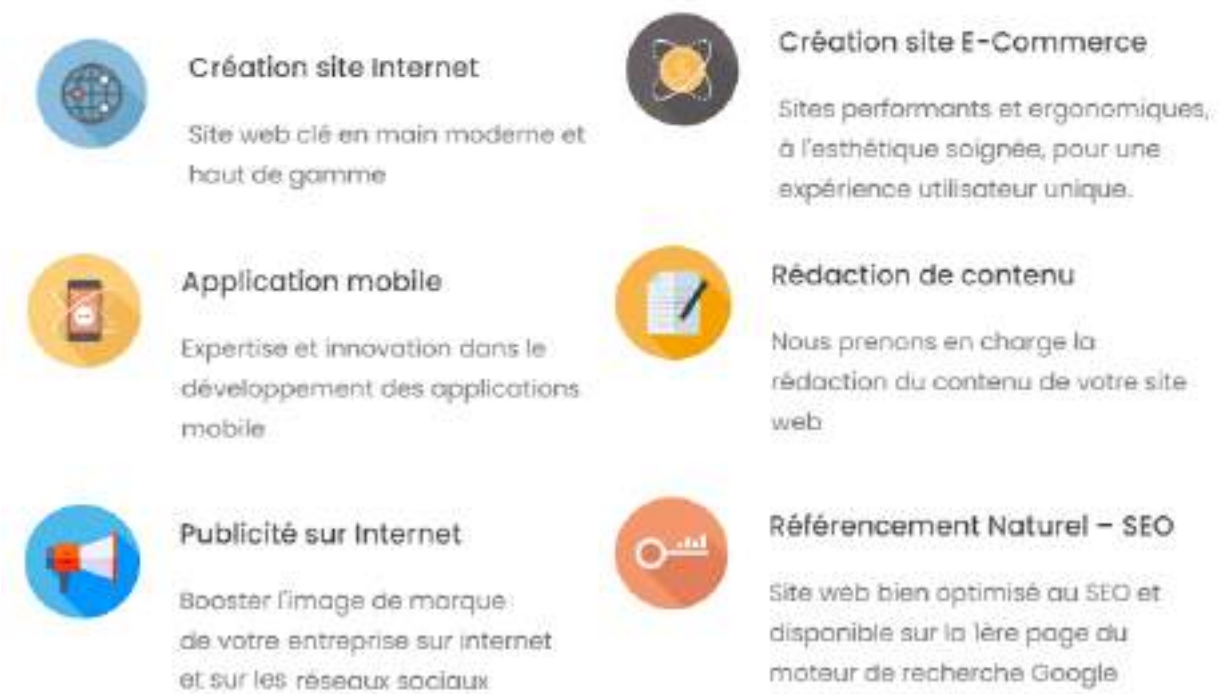 Création site Internet
Site web clé en main moderne et
haut de gamme
Création site E-Commerce
Sites performants et ergonomiques,
à l'esthétique soignée, pour une
expérience utilisateur unique.
Application mobile
Expertise et innovation dans le
développement des applications
mobile
Rédaction de contenu
Nous prenons en charge la
rédaction du contenu de votre site
web
Publicité sur Internet
Booster l'image de marque
de votre entreprise sur internet
et sur les réseaux sociaux
Référencement Naturel – SEO
Site web bien optimisé au SEO et
disponible sur la 1ère page du
moteur de recherche Google